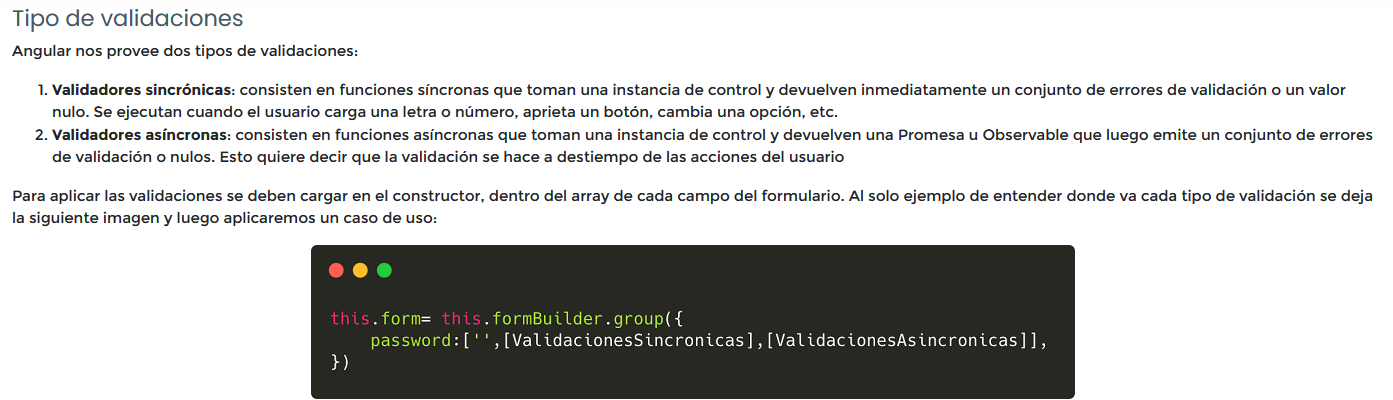 Tipo de validaciones
Angular nos provee dos tipos de validaciones:
1. Validadores sincrónicas: consisten en funciones síncronas que toman una instancia de control y devuelven inmediatamente un conjunto de errores de validación o un valor
nulo. Se ejecutan cuando el usuario carga una letra o número, aprieta un botón, cambia una opción, etc.
2. Validadores asíncronas: consisten en funciones asíncronas que toman una instancia de control y devuelven una Promesa u Observable que luego emite un conjunto de errores
de validación o nulos. Esto quiere decir que la validación se hace a destiempo de las acciones del usuario
Para aplicar las validaciones se deben cargar en el constructor, dentro del array de cada campo del formulario. Al solo ejemplo de entender donde va cada tipo de validación se deja
la siguiente imagen y luego aplicaremos un caso de uso:
this.form= this.formBuilder.group({
    password:['',[ValidacionesSincronicas],[ValidacionesAsincronicas]],
})